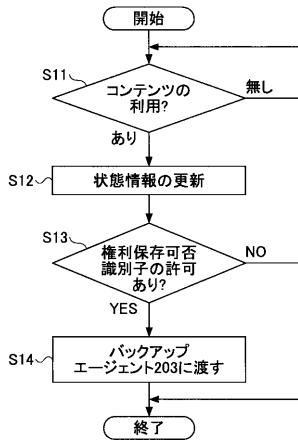 開始
S11
コンテンツの
利用?
無し
あり
S12
状態情報の更新
S13
権利保存可否
識別子の許可
あり?
NO
YES
S14
バックアップ
エージェント203に渡す
終了